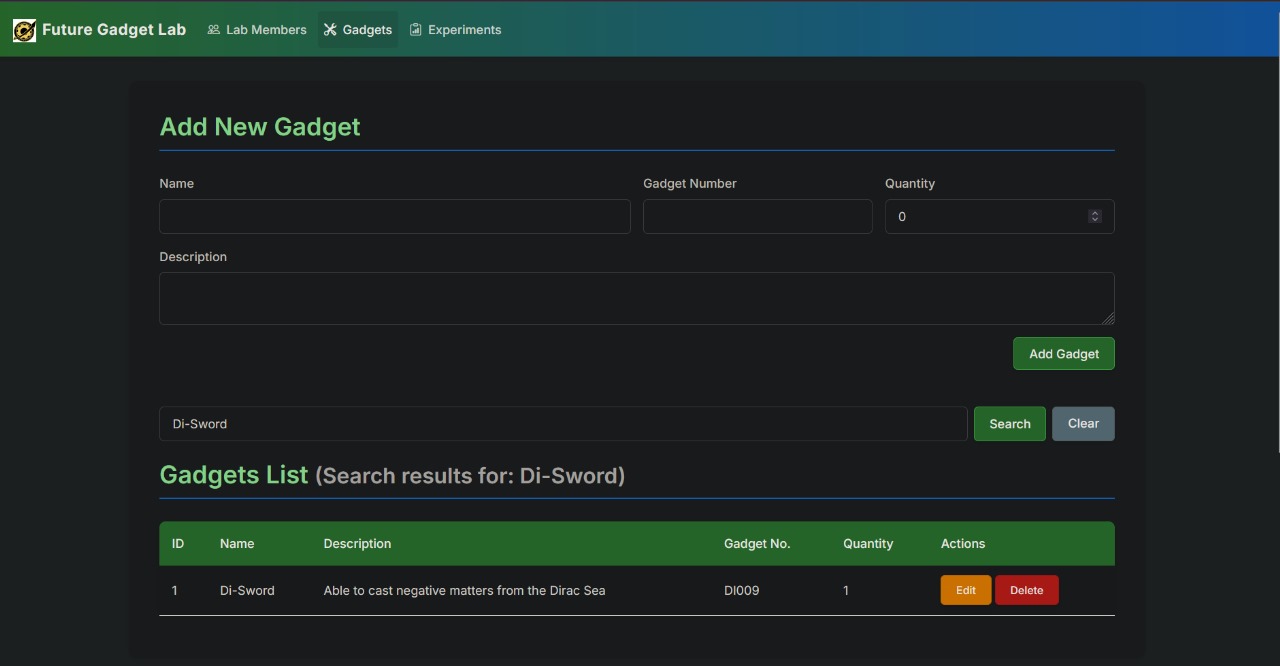 Future Gadget Lab Lab Members Gadgets Experiments
Add New Gadget
Name Gadget Number Quantity
0
Description
Add Gadget
Di-Sword Search Clear
Gadgets List (Search results for: Di-Sword)
ID Name Description Gadget No. Quantity Actions
1 Di-Sword Able to cast negative matters from the Dirac Sea DI009 1 Edit Delete